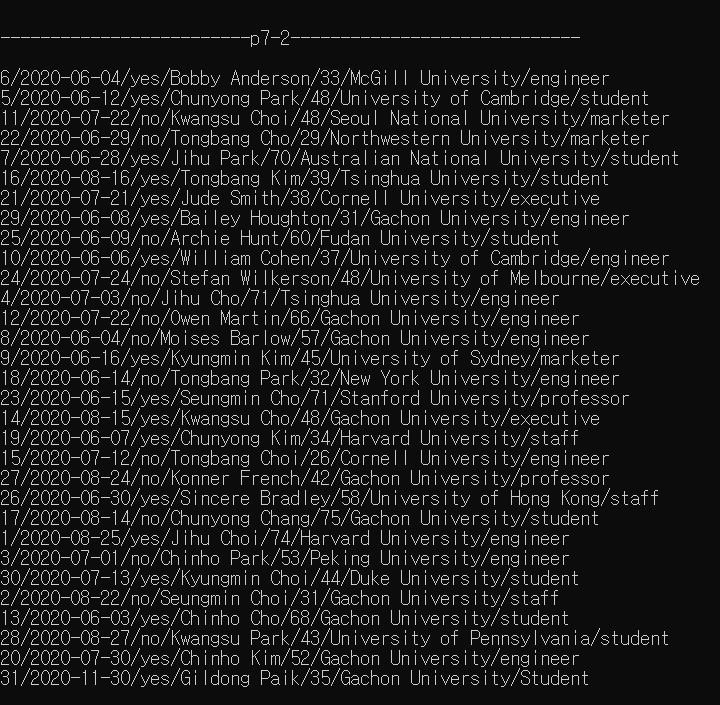 -------------------------p7-2-----------------------------
6/2020-06-04/yes/Bobby Anderson/33/McGill University/engineer
5/2020-06-12/yes/Chunyong Park/48/University of Cambridge/student
11/2020-07-22/no/Kwangsu Choi/48/Seoul National University/marketer
22/2020-06-29/no/Tongbang Cho/29/Northwestern University/marketer
7/2020-06-28/yes/Jihu Park/70/Australian National University/student
16/2020-08-16/yes/Tongbang Kim/39/Tsinghua University/student
21/2020-07-21/yes/Jude Smith/38/Cornell University/executive
29/2020-06-08/yes/Bailey Houghton/31/Gachon University/engineer
25/2020-06-09/no/Archie Hunt/60/Fudan University/student
10/2020-06-06/yes/William Cohen/37/University of Cambridge/engineer
24/2020-07-24/no/Stefan Wilkerson/48/University of Melbourne/executive
4/2020-07-03/no/Jihu Cho/71/Tsinghua University/engineer
12/2020-07-22/no/Owen Martin/66/Gachon University/engineer
8/2020-06-04/no/Moises Barlow/57/Gachon University/engineer
9/2020-06-16/yes/Kyungmin Kim/45/University of Sydney/marketer
18/2020-06-14/no/Tongbang Park/32/New York University/engineer
23/2020-06-15/yes/Seungmin Cho/71/Stanford University/professor
14/2020-08-15/yes/Kwangsu Cho/48/Gachon University/executive
19/2020-06-07/yes/Chunyong Kim/34/Harvard University/staff
15/2020-07-12/no/Tongbang Choi/26/Cornell University/engineer
27/2020-08-24/no/Konner French/42/Gachon University/professor
26/2020-06-30/yes/Sincere Bradley/58/University of Hong Kong/staff
17/2020-08-14/no/Chunyong Chang/75/Gachon University/student
1/2020-08-25/yes/Jihu Choi/74/Harvard University/engineer
3/2020-07-01/no/Chinho Park/53/Peking University/engineer
30/2020-07-13/yes/Kyungmin Choi/44/Duke University/student
2/2020-08-22/no/Seungmin Choi/31/Gachon University/staff
13/2020-06-03/yes/Chinho Cho/68/Gachon University/student
28/2020-08-27/no/Kwangsu Park/43/University of Pennsylvania/student
20/2020-07-30/yes/Chinho Kim/52/Gachon University/engineer
31/2020-11-30/yes/Gildong Paik/35/Gachon University/Student